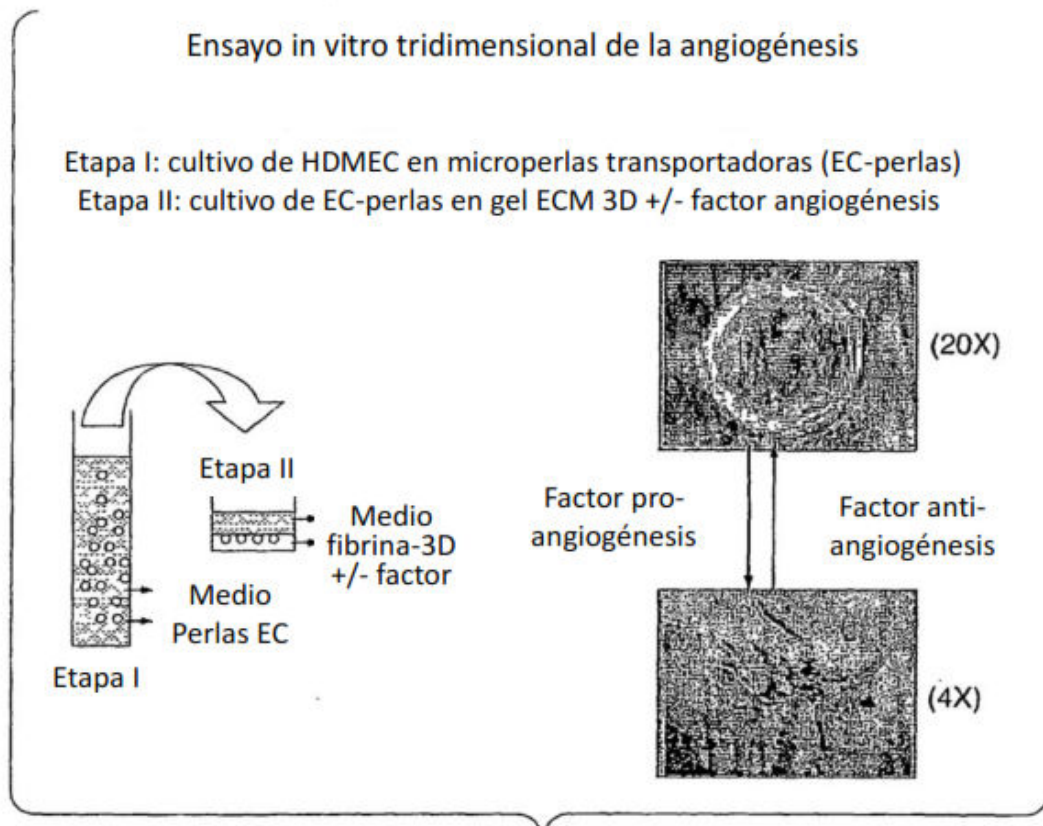 Ensayo in vitro tridimensional de la angiogénesis
Etapa I: cultivo de HDMEC en microperlas transportadoras (EC-perlas)
Etapa II: cultivo de EC-perlas en gel ECM 3D +/- factor angiogénesis
(20X)
Etapa II
Medio
fibrina-3D
+/- factor
Medio
Perlas EC
Etapa I
Factor pro-
angiogénesis
Factor anti-
angiogénesis
(4X)